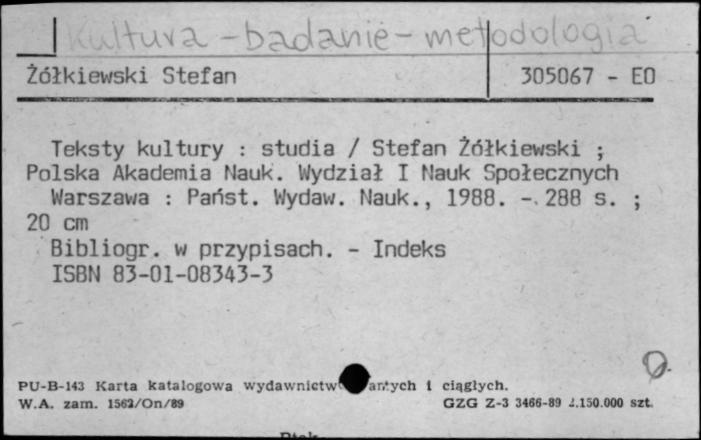 Kultura - badanie - metodologia
Żółkiewski Stefan 305067 - EO
Teksty kultury : studia / Stefan Żółkiewski ;
Polska Akademia Nauk. Wydział I Nauk Społecznych
Warszawa : Państ. Wydaw. Nauk., 1988. - 288 s. ;
20 cm
Bibliogr. w przypisach. - Indeks
ISBN 83-01-08343-3
PU-B-143 Karta katalogowa wydawnictw zwartych i ciągłych.
W.A. zam. 1562/On/89 GZG Z-3 3466-89 2.150.000 szt.